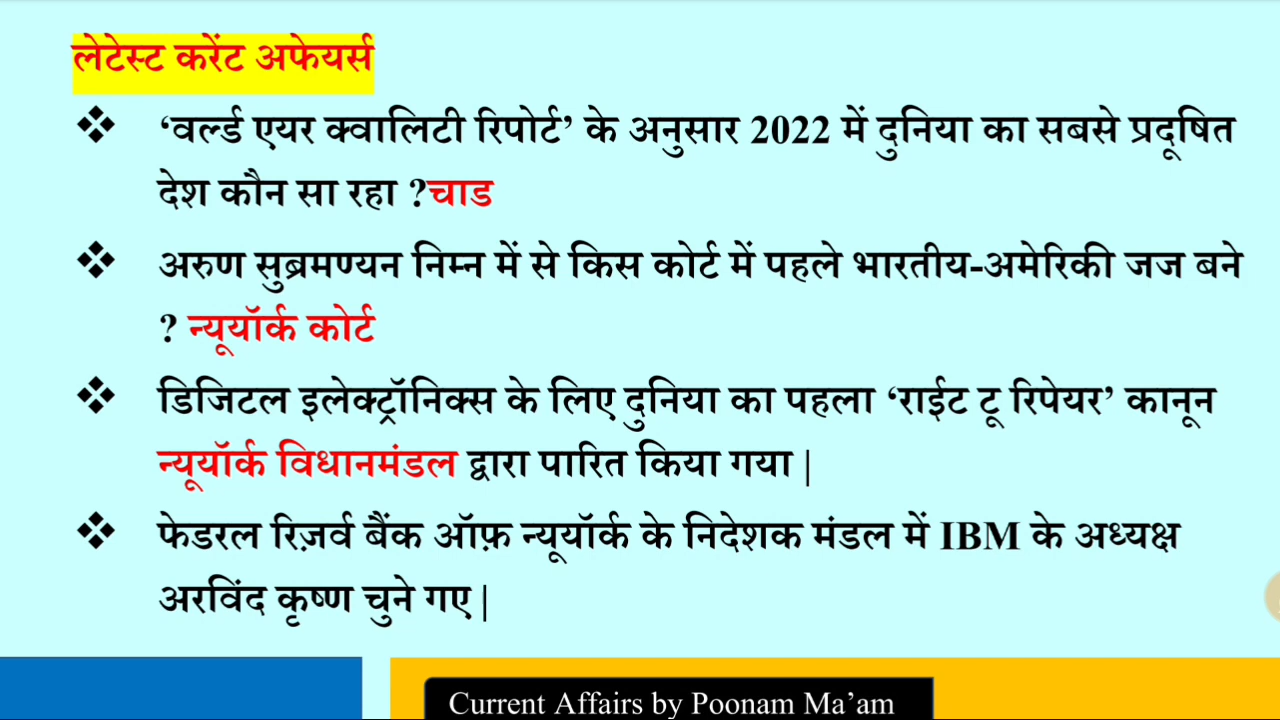 लेटेस्ट करेंट अफेयर्स
❖ ‘वर्ल्ड एयर क्वालिटी रिपोर्ट’ के अनुसार 2022 में दुनिया का सबसे प्रदूषित
देश कौन सा रहा ?चाड
❖ अरुण सुब्रमण्यन निम्न में से किस कोर्ट में पहले भारतीय-अमेरिकी जज बने
? न्यूयॉर्क कोर्ट
❖ डिजिटल इलेक्ट्रॉनिक्स के लिए दुनिया का पहला ‘राईट टू रिपेयर’ कानून
न्यूयॉर्क विधानमंडल द्वारा पारित किया गया |
❖ फेडरल रिज़र्व बैंक ऑफ़ न्यूयॉर्क के निदेशक मंडल में IBM के अध्यक्ष
अरविंद कृष्ण चुने गए |
Current Affairs by Poonam Ma’am